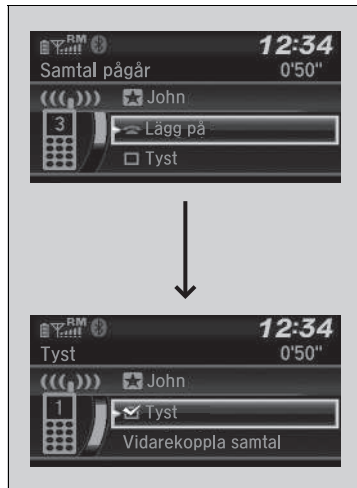 RM 12:34
Samtal pågår 0'50"
John
3 Lägg på
Tyst
RM 12:34
Tyst 0'50"
John
1 Tyst
Vidarekoppla samtal